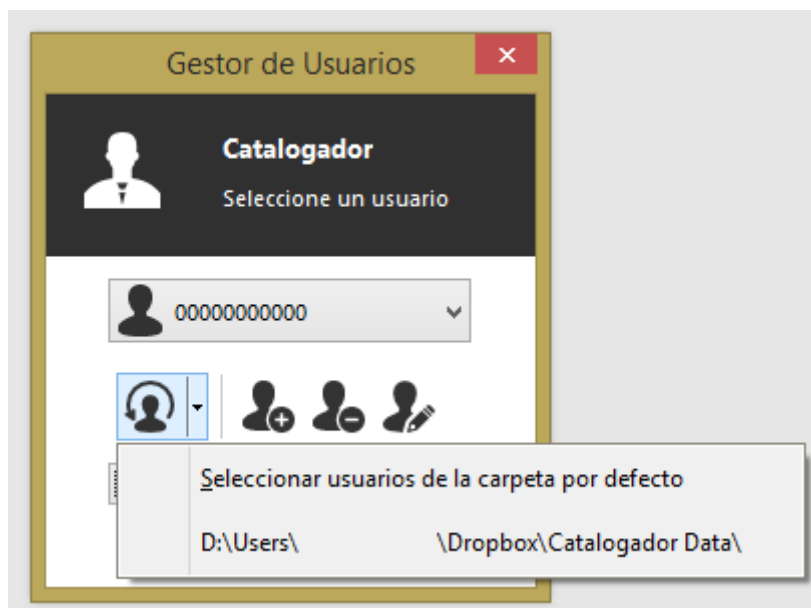 Gestor de Usuarios
Catalogador
Seleccione un usuario
00000000000
Seleccionar usuarios de la carpeta por defecto
D:\Users\ \Dropbox\Catalogador Data\